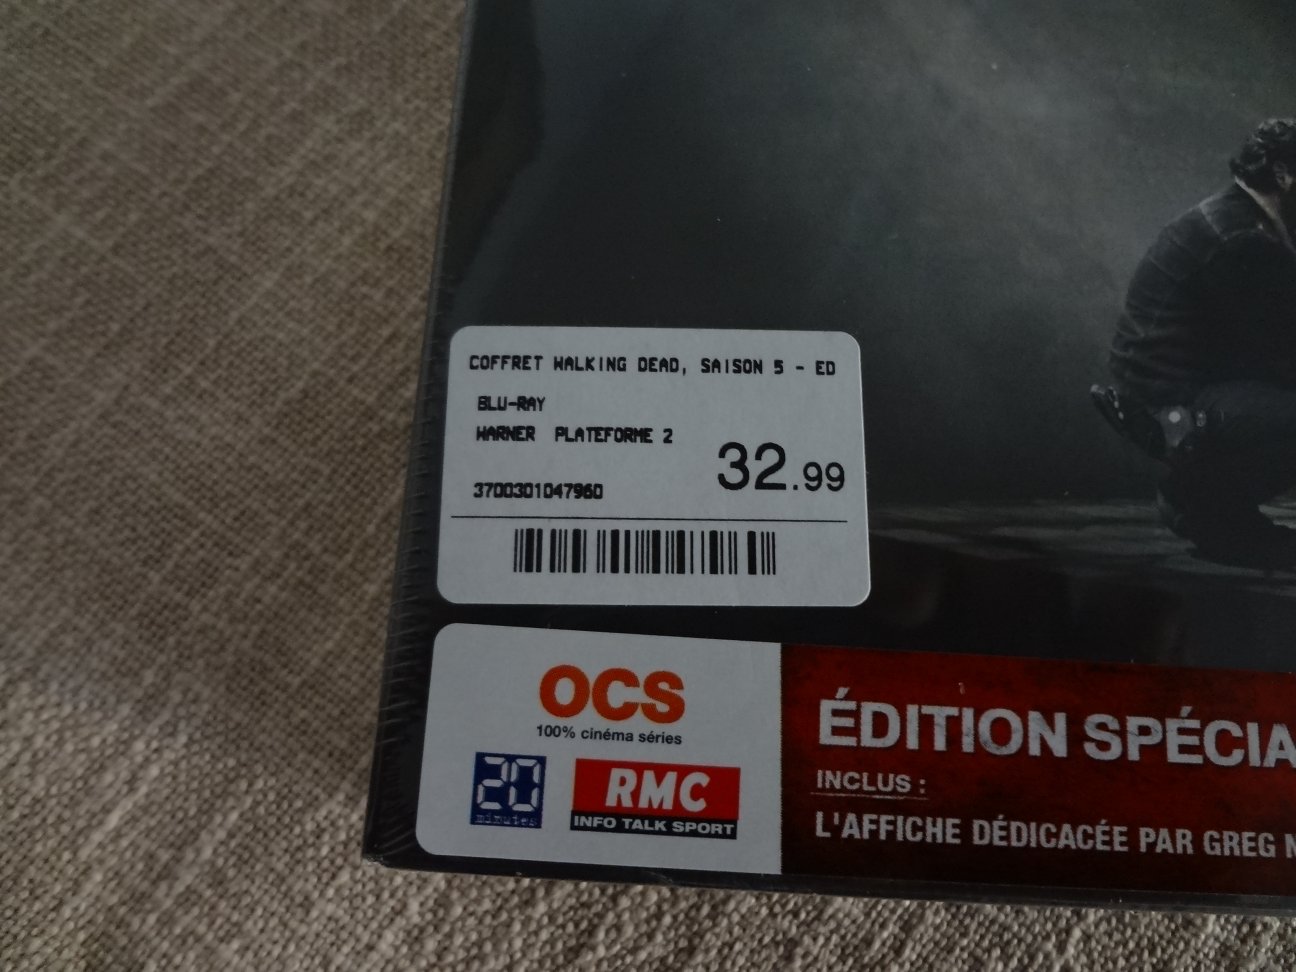 COFFRET WALKING DEAD, SAISON 5 - ED
BLU-RAY
WARNER PLATEFORME 2
32.99
3700301047960
OCS
100% cinéma séries
20
minutes
RMC
INFO TALK SPORT
ÉDITION SPÉCIA
INCLUS :
L'AFFICHE DÉDICACÉE PAR GREG N